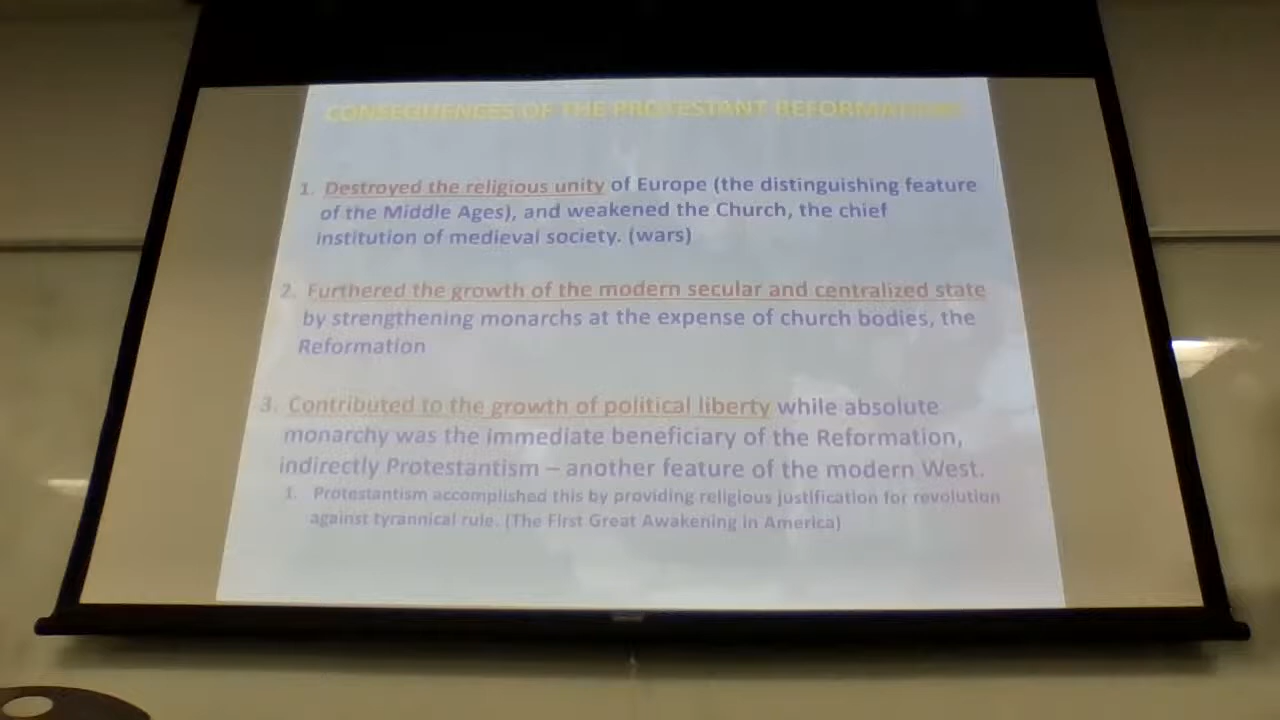 CONSEQUENCES OF THE PROTESTANT REFORMATION
1. Destroyed the religious unity of Europe (the distinguishing feature
of the Middle Ages), and weakened the Church, the chief
institution of medieval society. (wars)
2. Furthered the growth of the modern secular and centralized state
by strengthening monarchs at the expense of church bodies, the
Reformation
3. Contributed to the growth of political liberty while absolute
monarchy was the immediate beneficiary of the Reformation,
indirectly Protestantism – another feature of the modern West.
1. Protestantism accomplished this by providing religious justification for revolution
against tyrannical rule. (The First Great Awakening in America)